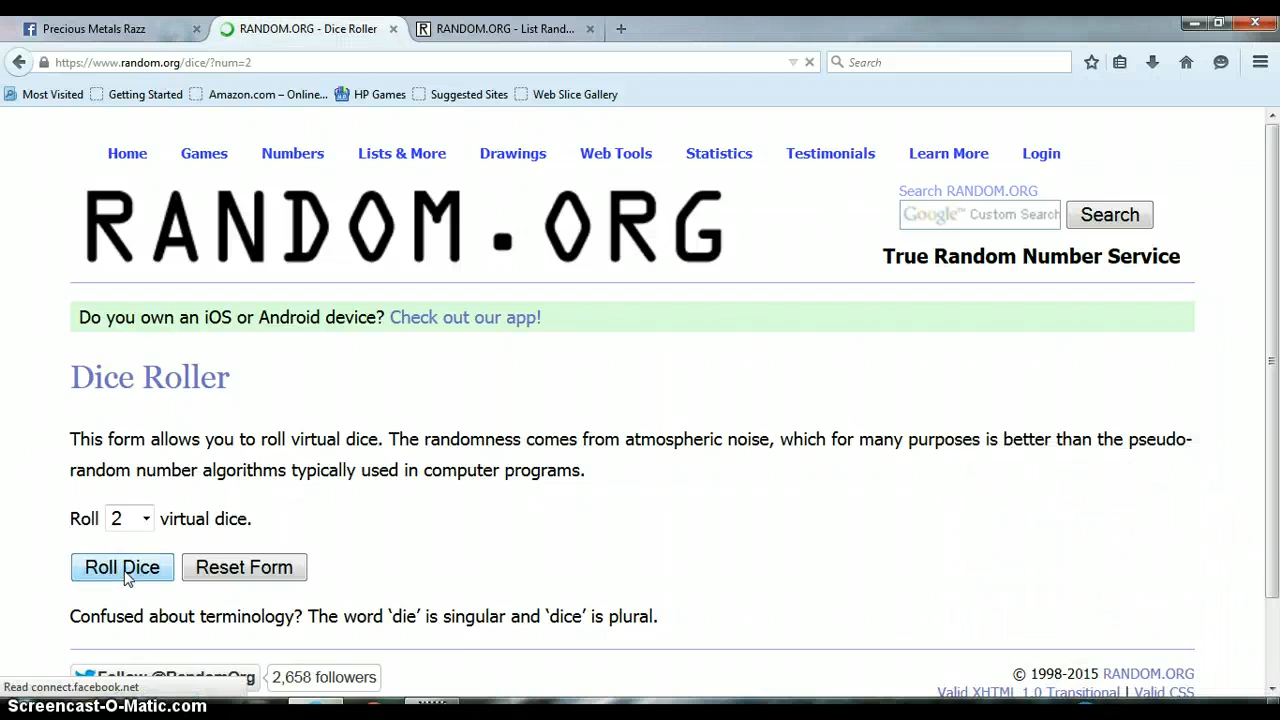 Precious Metals Razz
RANDOM.ORG - Dice Roller
RANDOM.ORG - List Rand...
https://www.random.org/dice/?num=2
Search
Most Visited
Getting Started
Amazon.com – Online...
HP Games
Suggested Sites
Web Slice Gallery
Home
Games
Numbers
Lists & More
Drawings
Web Tools
Statistics
Testimonials
Learn More
Login
RANDOM.ORG
Search RANDOM.ORG
Google™ Custom Search
Search
True Random Number Service
Do you own an iOS or Android device? Check out our app!
Dice Roller
This form allows you to roll virtual dice. The randomness comes from atmospheric noise, which for many purposes is better than the pseudo-
random number algorithms typically used in computer programs.
Roll 2 virtual dice.
Roll Dice
Reset Form
Confused about terminology? The word ‘die’ is singular and ‘dice’ is plural.
Follow @RandomOrg
2,658 followers
© 1998-2015 RANDOM.ORG
Valid XHTML 1.0 Transitional | Valid CSS
Read connect.facebook.net
Screencast-O-Matic.com